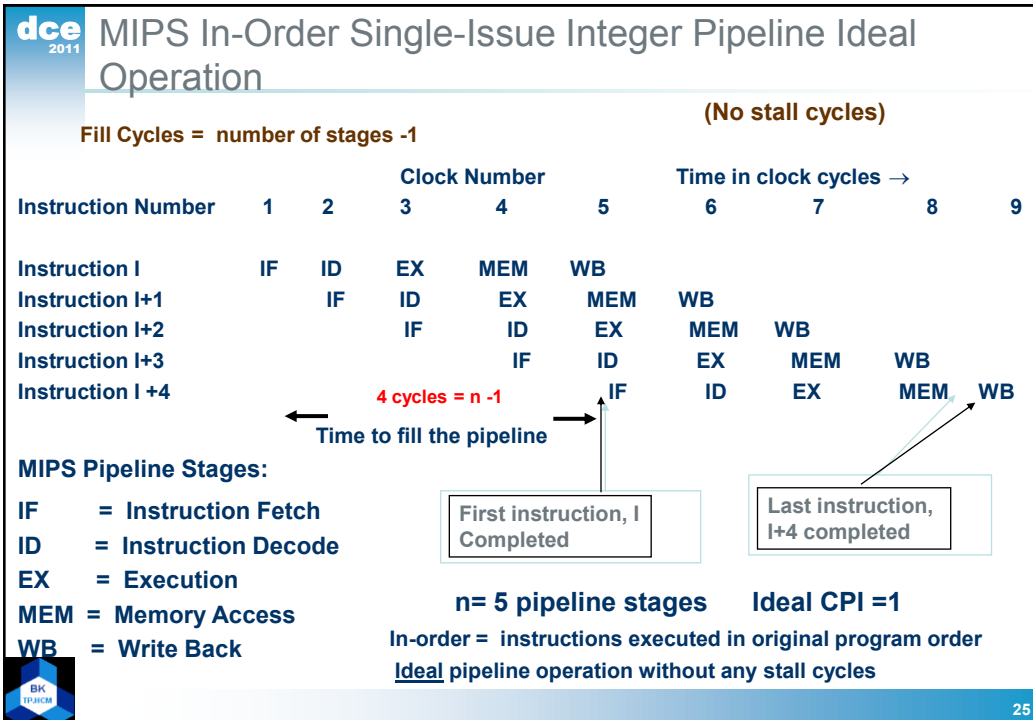 dce
2011
MIPS In-Order Single-Issue Integer Pipeline Ideal
Operation
(No stall cycles)
Fill Cycles = number of stages -1
Clock Number Time in clock cycles →
Instruction Number 1 2 3 4 5 6 7 8 9
Instruction I IF ID EX MEM WB
Instruction I+1 IF ID EX MEM WB
Instruction I+2 IF ID EX MEM WB
Instruction I+3 IF ID EX MEM WB
Instruction I +4 IF ID EX MEM WB
4 cycles = n -1
Time to fill the pipeline
MIPS Pipeline Stages:
IF = Instruction Fetch
ID = Instruction Decode
EX = Execution
MEM = Memory Access
WB = Write Back
First instruction, I
Completed
Last instruction,
I+4 completed
n= 5 pipeline stages Ideal CPI =1
In-order = instructions executed in original program order
Ideal pipeline operation without any stall cycles
BK
TP.HCM
25